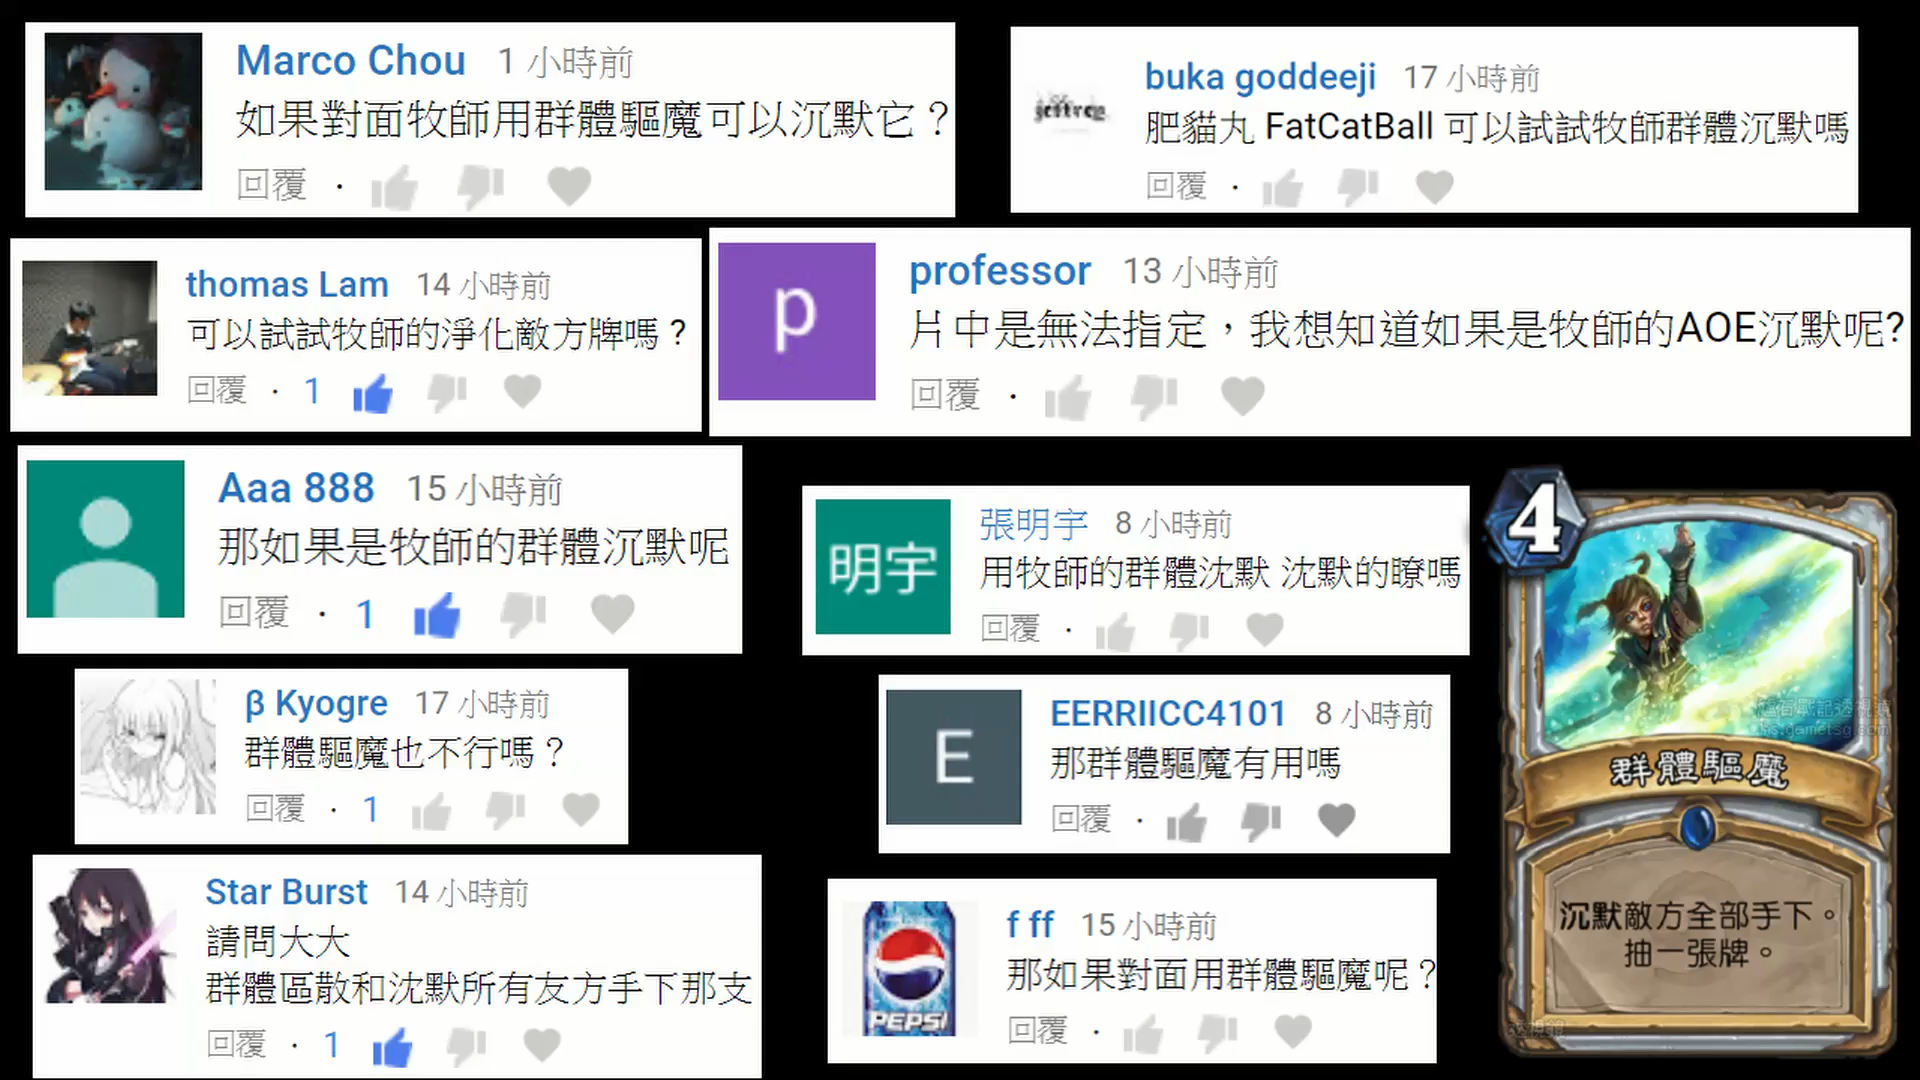 Marco Chou 1 小時前
如果對面牧師用群體驅魔可以沉默它？
回覆 ·
buka goddeeji 17 小時前
肥貓丸 FatCatBall 可以試試牧師群體沉默嗎
回覆 ·
jeffrey
thomas Lam 14 小時前
可以試試牧師的淨化敵方牌嗎？
回覆 · 1
p
professor 13 小時前
片中是無法指定，我想知道如果是牧師的AOE沉默呢?
回覆 ·
Aaa 888 15 小時前
那如果是牧師的群體沉默呢
回覆 · 1
明宇
張明宇 8 小時前
用牧師的群體沈默 沈默的瞭嗎
回覆 ·
β Kyogre 17 小時前
群體驅魔也不行嗎？
回覆 · 1
E
EERRIICC4101 8 小時前
那群體驅魔有用嗎
回覆 ·
Star Burst 14 小時前
請問大大
群體區散和沈默所有友方手下那支
回覆 · 1
PEPSI
f ff 15 小時前
那如果對面用群體驅魔呢？
回覆 ·
4
群體驅魔
沉默敵方全部手下。
抽一張牌。